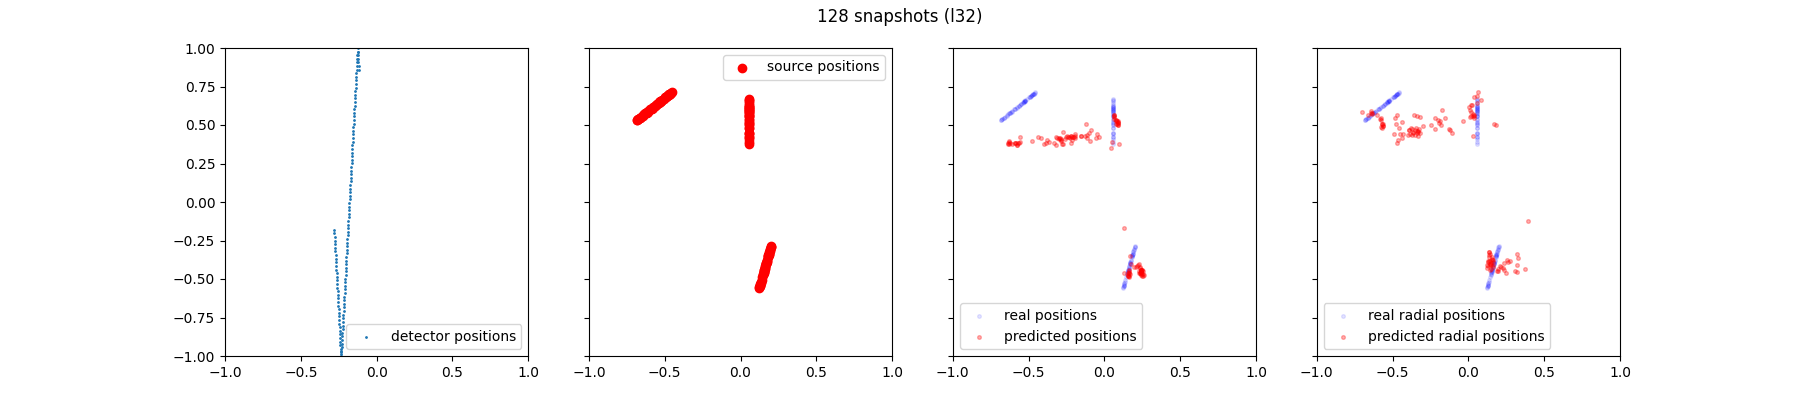 128 snapshots (l32)
1.00
0.75
0.50
0.25
0.00
−0.25
−0.50
−0.75
−1.00
detector positions
−1.0 −0.5 0.0 0.5 1.0
source positions
−1.0 −0.5 0.0 0.5 1.0
real positions
predicted positions
−1.0 −0.5 0.0 0.5 1.0
real radial positions
predicted radial positions
−1.0 −0.5 0.0 0.5 1.0